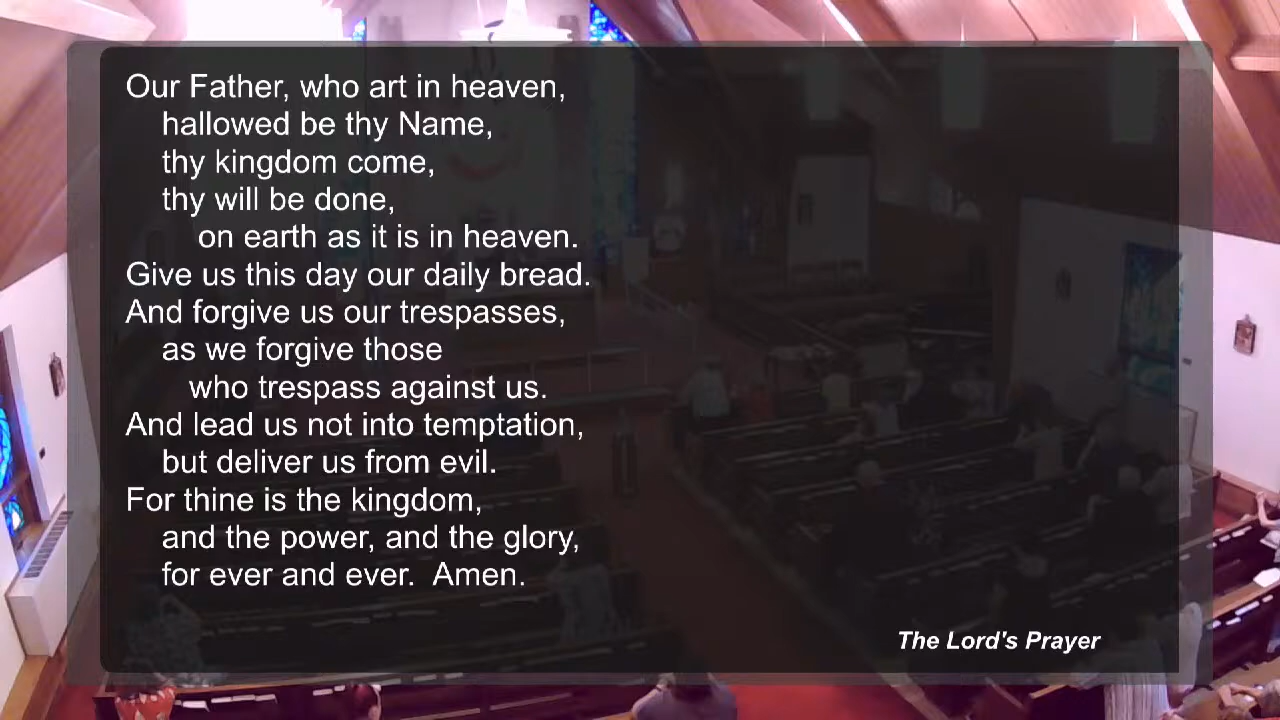 Our Father, who art in heaven,
hallowed be thy Name,
thy kingdom come,
thy will be done,
on earth as it is in heaven.
Give us this day our daily bread.
And forgive us our trespasses,
as we forgive those
who trespass against us.
And lead us not into temptation,
but deliver us from evil.
For thine is the kingdom,
and the power, and the glory,
for ever and ever.  Amen.
The Lord's Prayer